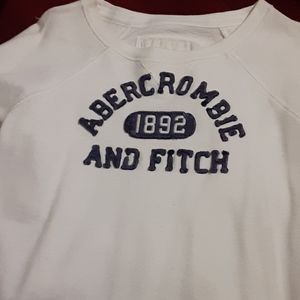 ABERCROMBIE
1892
AND FITCH